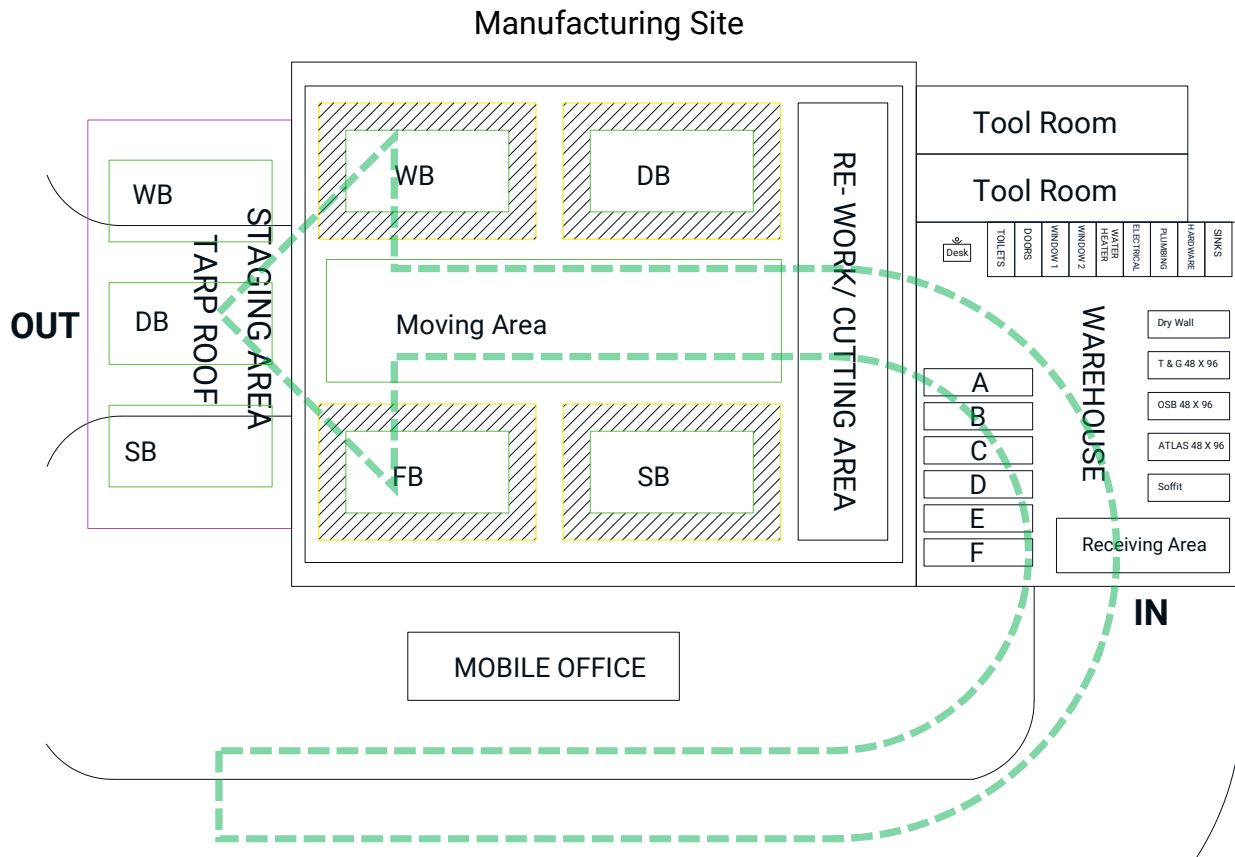 Manufacturing Site
WB
DB
SB
STAGING AREA
TARP ROOF
OUT
WB
DB
Moving Area
FB
SB
RE- WORK/ CUTTING AREA
Tool Room
Tool Room
Desk
TOILETS
DOORS
WINDOW 1
WINDOW 2
WATER
HEATER
ELECTRICAL
PLUMBING
HARDWARE
SINKS
WAREHOUSE
Dry Wall
T & G 48 X 96
OSB 48 X 96
ATLAS 48 X 96
Soffit
A
B
C
D
E
F
Receiving Area
IN
MOBILE OFFICE